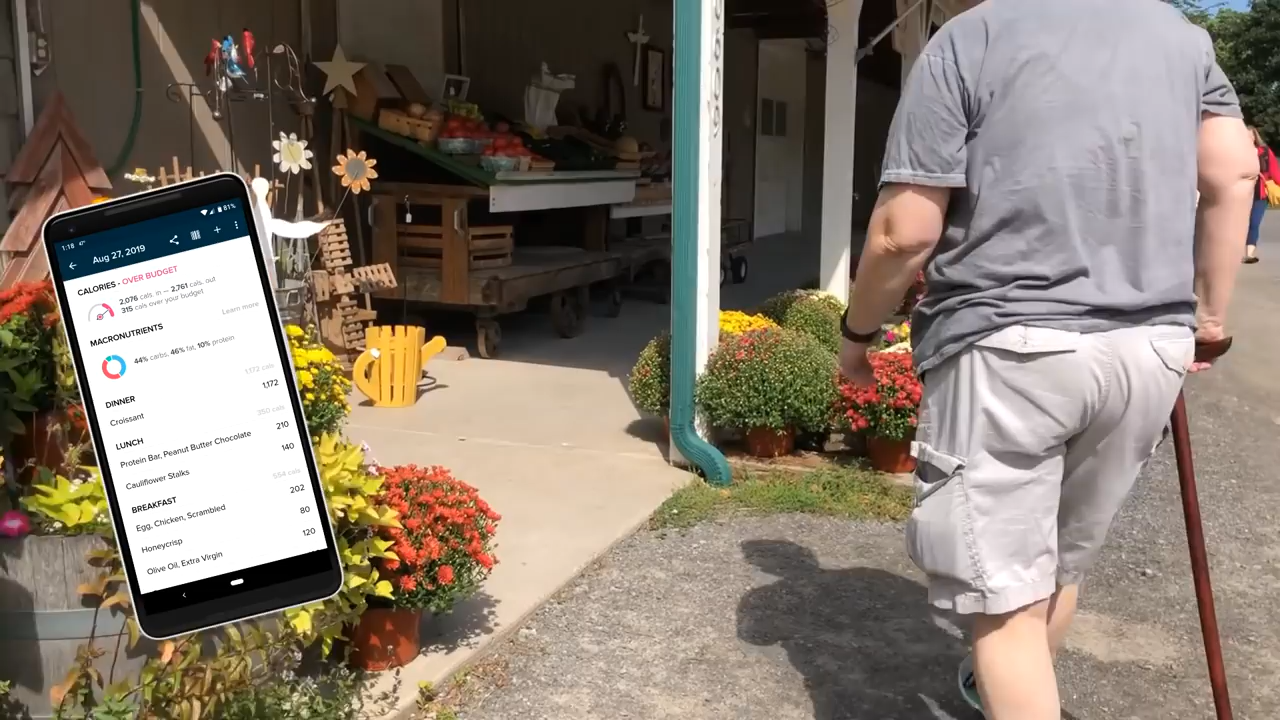 1:18 47°
81%
Aug 27, 2019
CALORIES • OVER BUDGET
2,076 cals. in — 2,761 cals. out
315 cals over your budget
Learn more
MACRONUTRIENTS
44% carbs, 46% fat, 10% protein
DINNER 1,172 cals
Croissant 1,172
LUNCH 350 cals
Protein Bar, Peanut Butter Chocolate 210
Cauliflower Stalks 140
BREAKFAST 554 cals
Egg, Chicken, Scrambled 202
Honeycrisp 80
Olive Oil, Extra Virgin 120